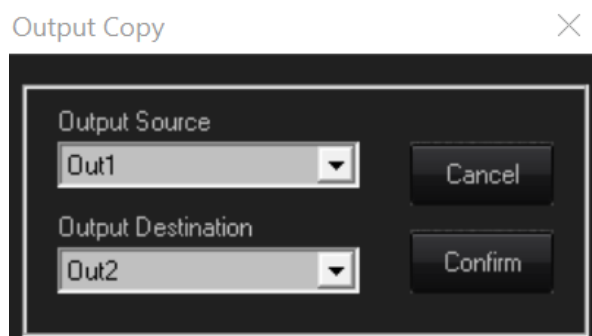 Output Copy
Output Source
Out1
Cancel
Output Destination
Out2
Confirm